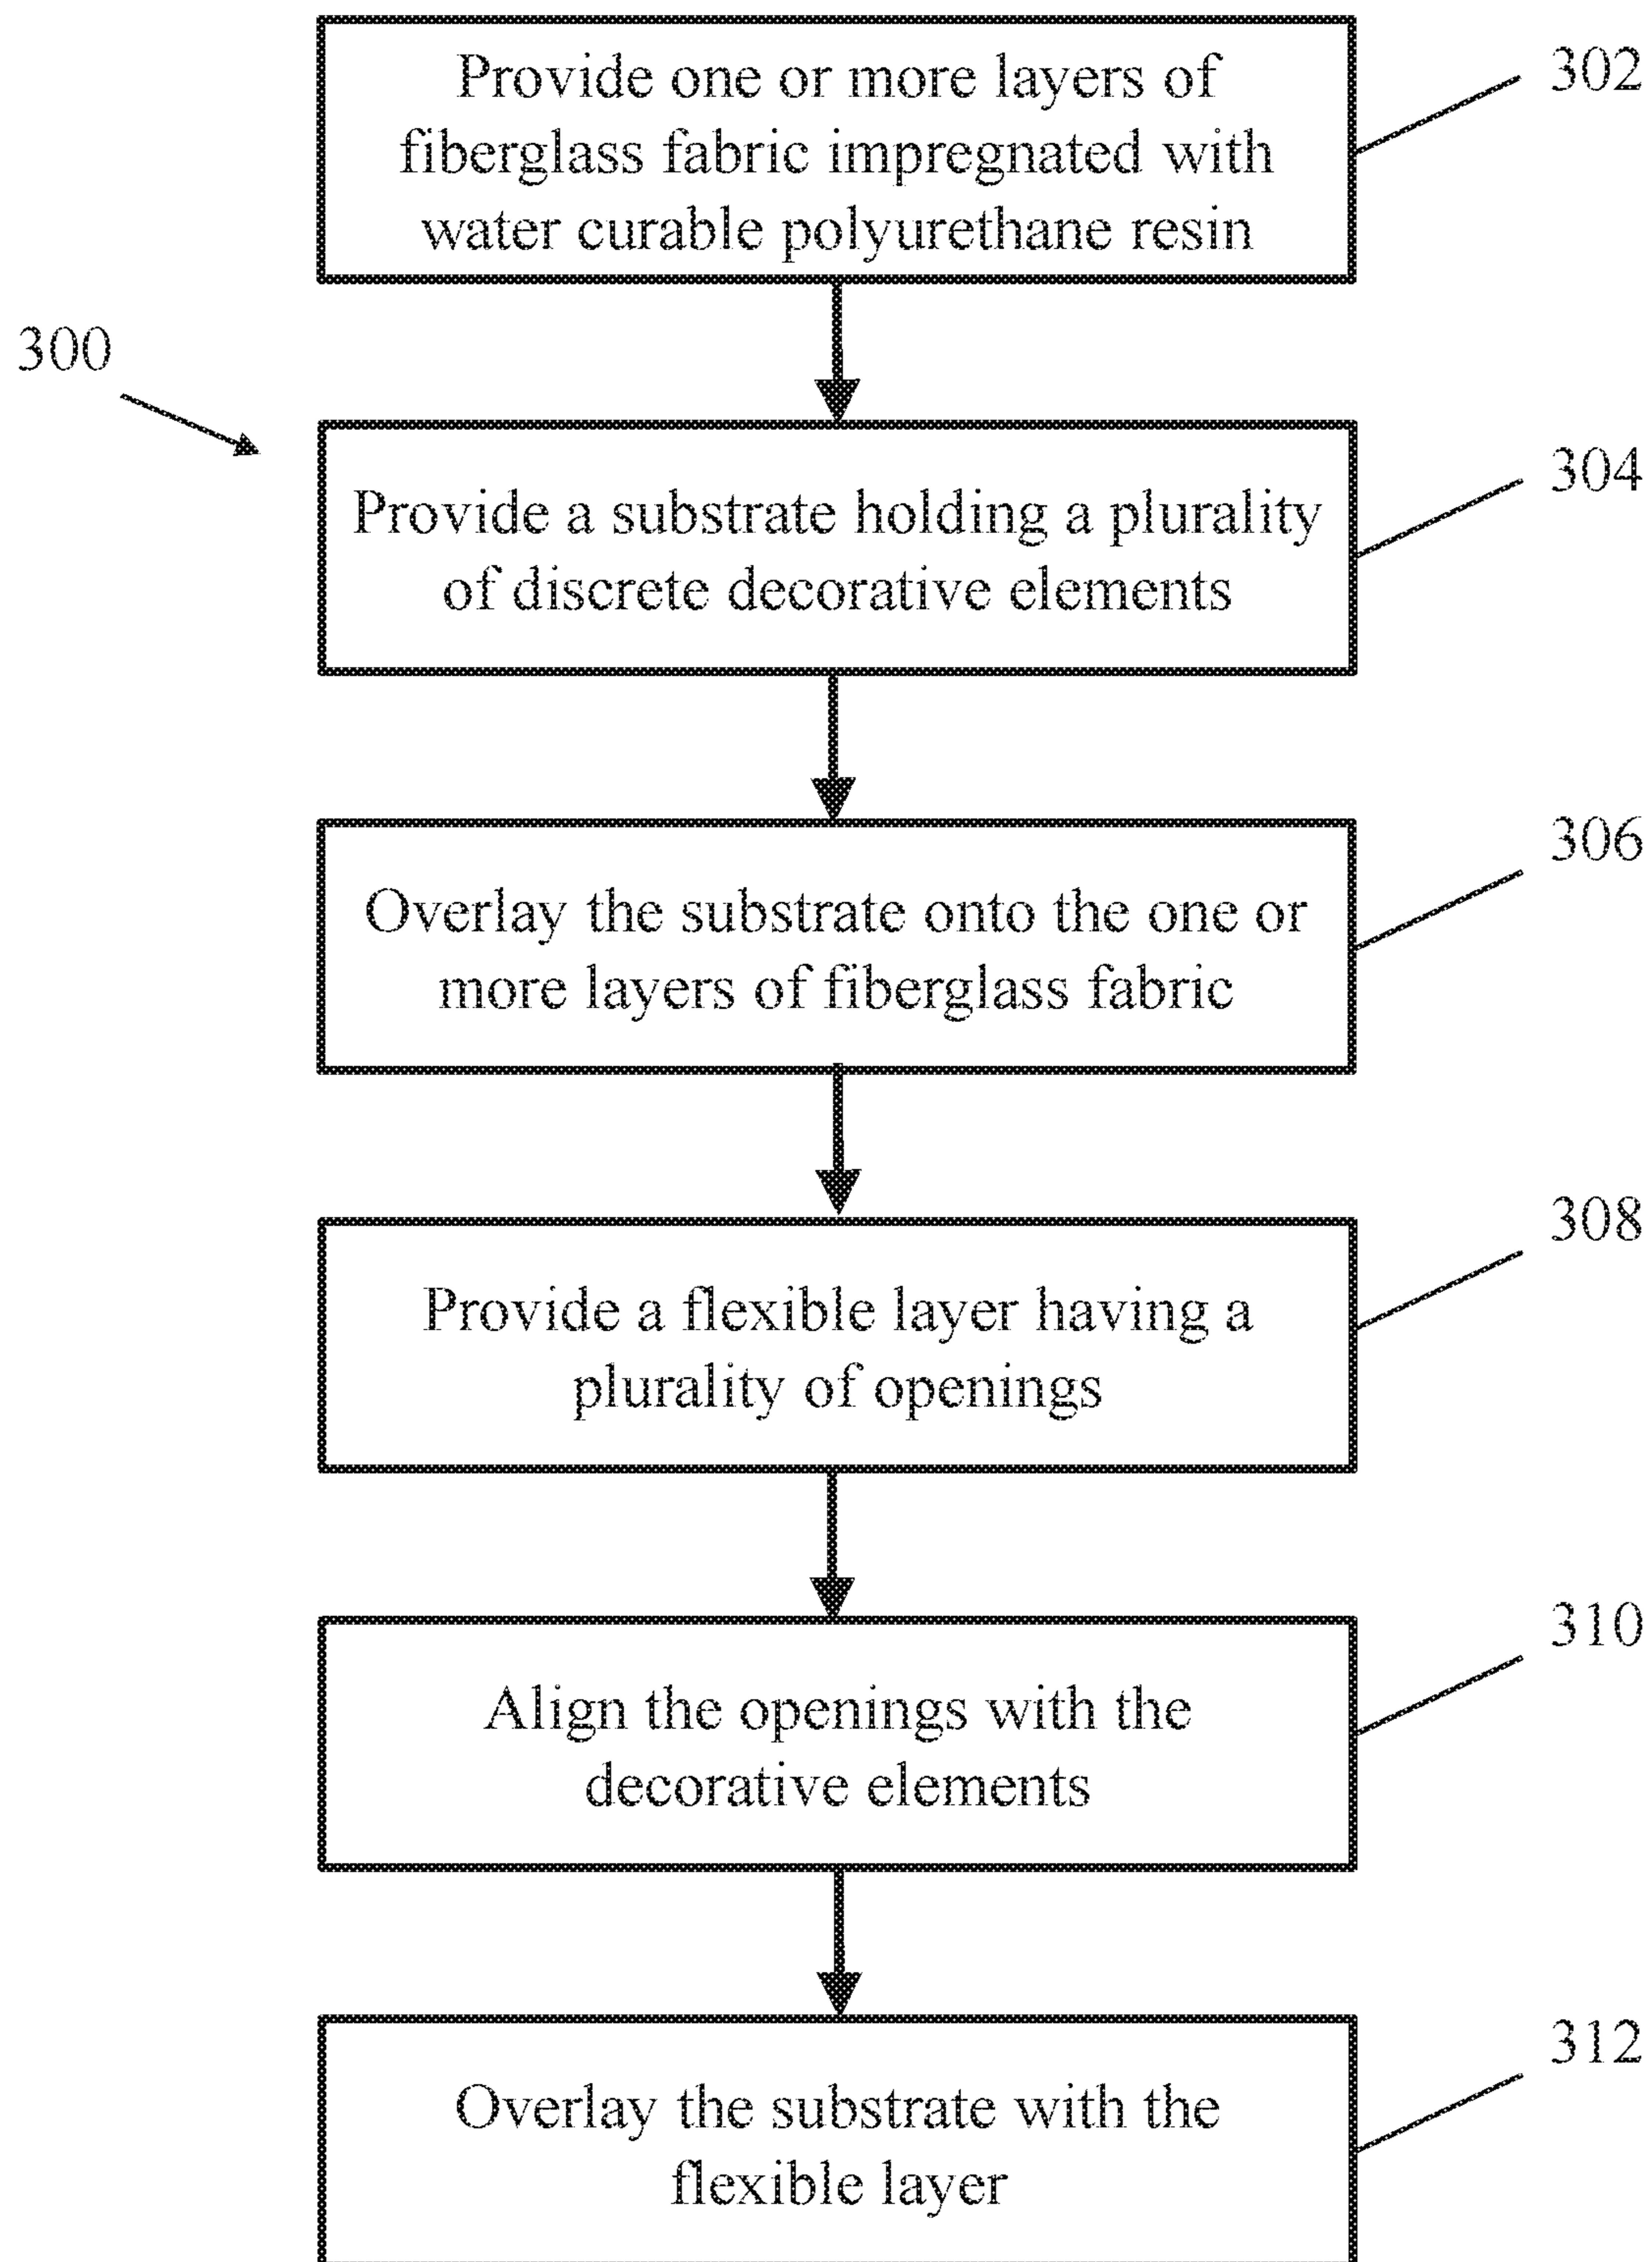 Provide one or more layers of
fiberglass fabric impregnated with
water curable polyurethane resin
302
300
Provide a substrate holding a plurality
of discrete decorative elements
304
Overlay the substrate onto the one or
more layers of fiberglass fabric
306
Provide a flexible layer having a
plurality of openings
308
Align the openings with the
decorative elements
310
Overlay the substrate with the
flexible layer
312